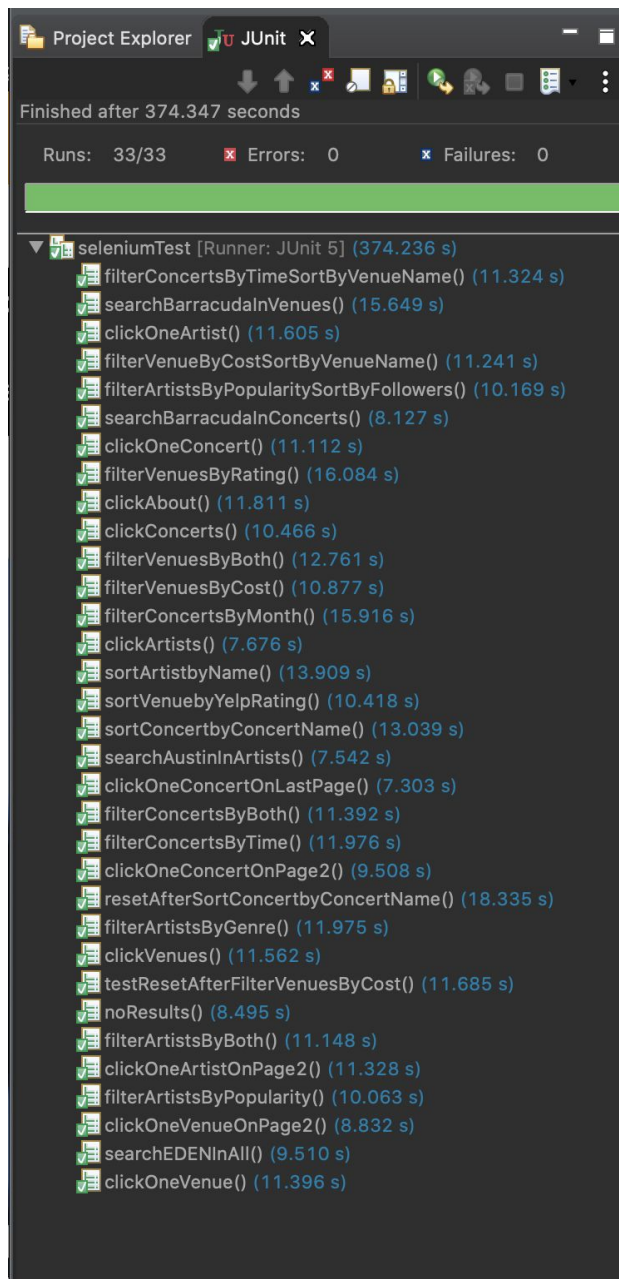 Project Explorer JUnit
Finished after 374.347 seconds
Runs: 33/33 Errors: 0 Failures: 0
seleniumTest [Runner: JUnit 5] (374.236 s)
filterConcertsByTimeSortByVenueName() (11.324 s)
searchBarracudaInVenues() (15.649 s)
clickOneArtist() (11.605 s)
filterVenueByCostSortByVenueName() (11.241 s)
filterArtistsByPopularitySortByFollowers() (10.169 s)
searchBarracudaInConcerts() (8.127 s)
clickOneConcert() (11.112 s)
filterVenuesByRating() (16.084 s)
clickAbout() (11.811 s)
clickConcerts() (10.466 s)
filterVenuesByBoth() (12.761 s)
filterVenuesByCost() (10.877 s)
filterConcertsByMonth() (15.916 s)
clickArtists() (7.676 s)
sortArtistbyName() (13.909 s)
sortVenuebyYelpRating() (10.418 s)
sortConcertbyConcertName() (13.039 s)
searchAustinInArtists() (7.542 s)
clickOneConcertOnLastPage() (7.303 s)
filterConcertsByBoth() (11.392 s)
filterConcertsByTime() (11.976 s)
clickOneConcertOnPage2() (9.508 s)
resetAfterSortConcertbyConcertName() (18.335 s)
filterArtistsByGenre() (11.975 s)
clickVenues() (11.562 s)
testResetAfterFilterVenuesByCost() (11.685 s)
noResults() (8.495 s)
filterArtistsByBoth() (11.148 s)
clickOneArtistOnPage2() (11.328 s)
filterArtistsByPopularity() (10.063 s)
clickOneVenueOnPage2() (8.832 s)
searchEDENInAll() (9.510 s)
clickOneVenue() (11.396 s)